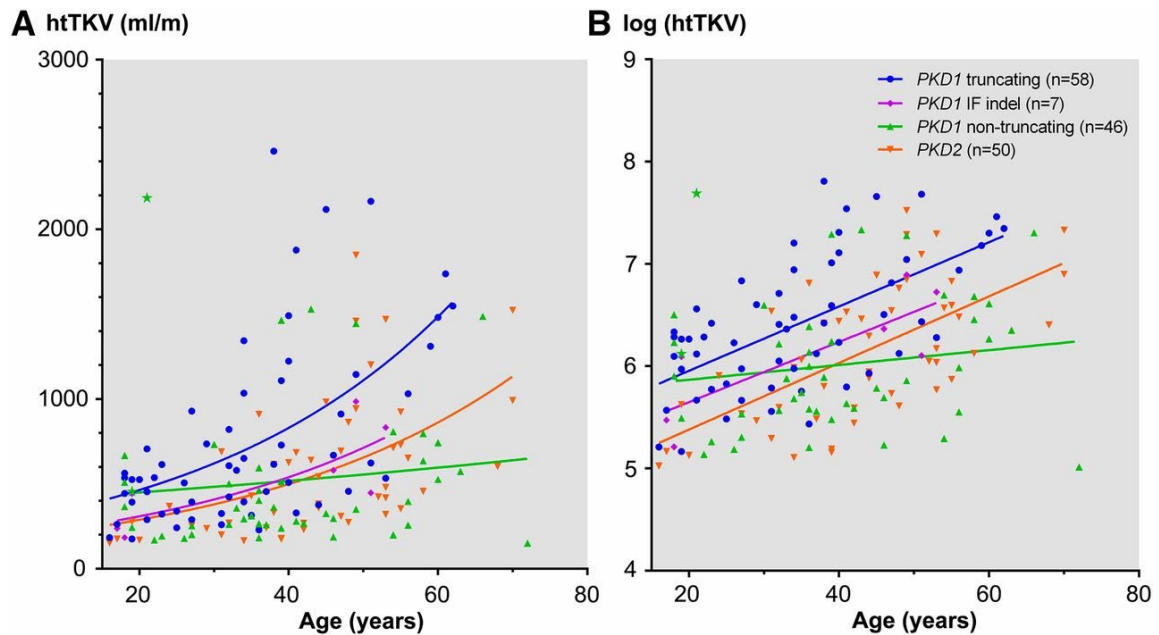 A htTKV (ml/m)
3000
2000
1000
0
20 40 60 80
Age (years)
B log (htTKV)
9
8
7
6
5
4
20 40 60 80
Age (years)
PKD1 truncating (n=58)
PKD1 IF indel (n=7)
PKD1 non-truncating (n=46)
PKD2 (n=50)